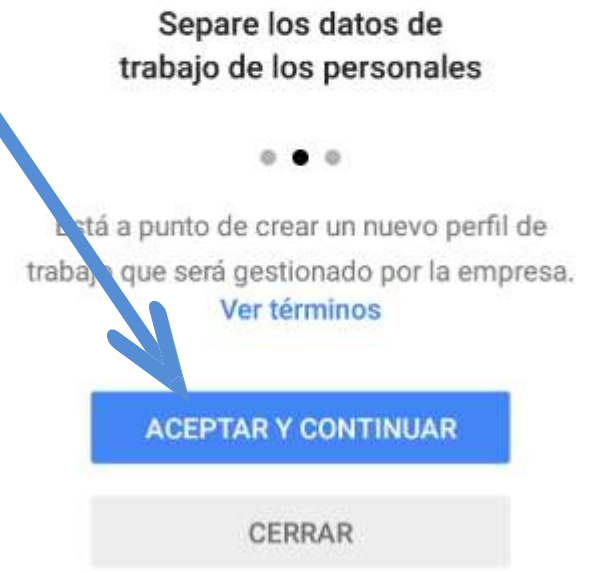 Separe los datos de
trabajo de los personales
Está a punto de crear un nuevo perfil de
trabajo que será gestionado por la empresa.
Ver términos
ACEPTAR Y CONTINUAR
CERRAR